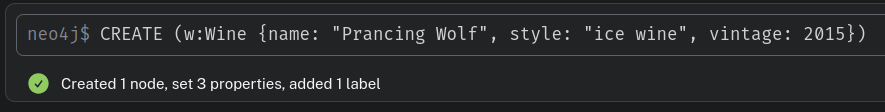 neo4j$ CREATE (w:Wine {name: "Prancing Wolf", style: "ice wine", vintage: 2015})
Created 1 node, set 3 properties, added 1 label